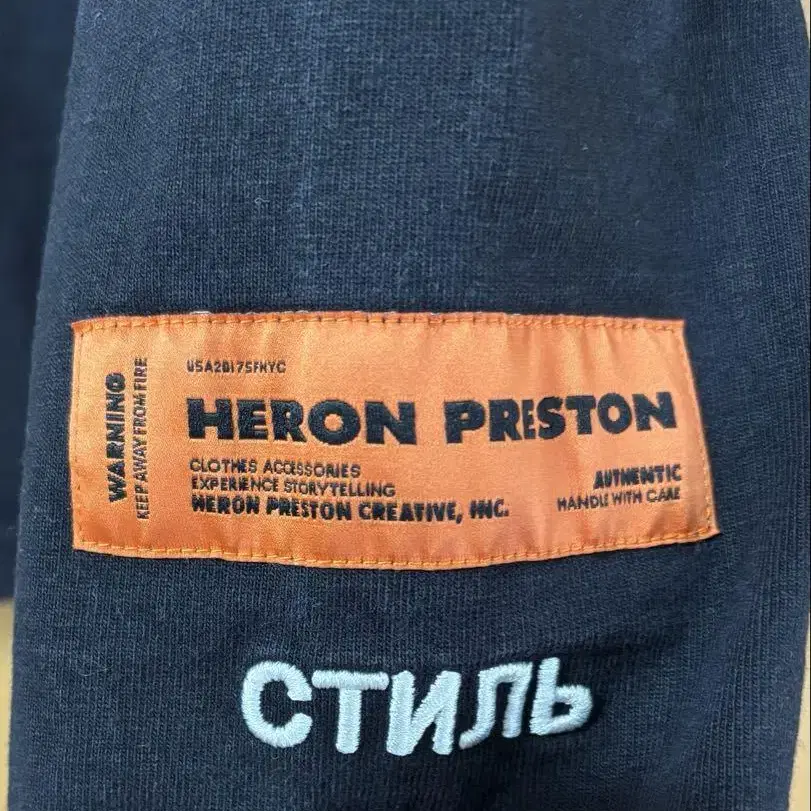 WARNING
KEEP AWAY FROM FIRE
USA2017SFNYC
HERON PRESTON
CLOTHES ACCESSORIES
EXPERIENCE STORYTELLING
HERON PRESTON CREATIVE, INC.
AUTHENTIC
HANDLE WITH CARE
СТИЛЬ